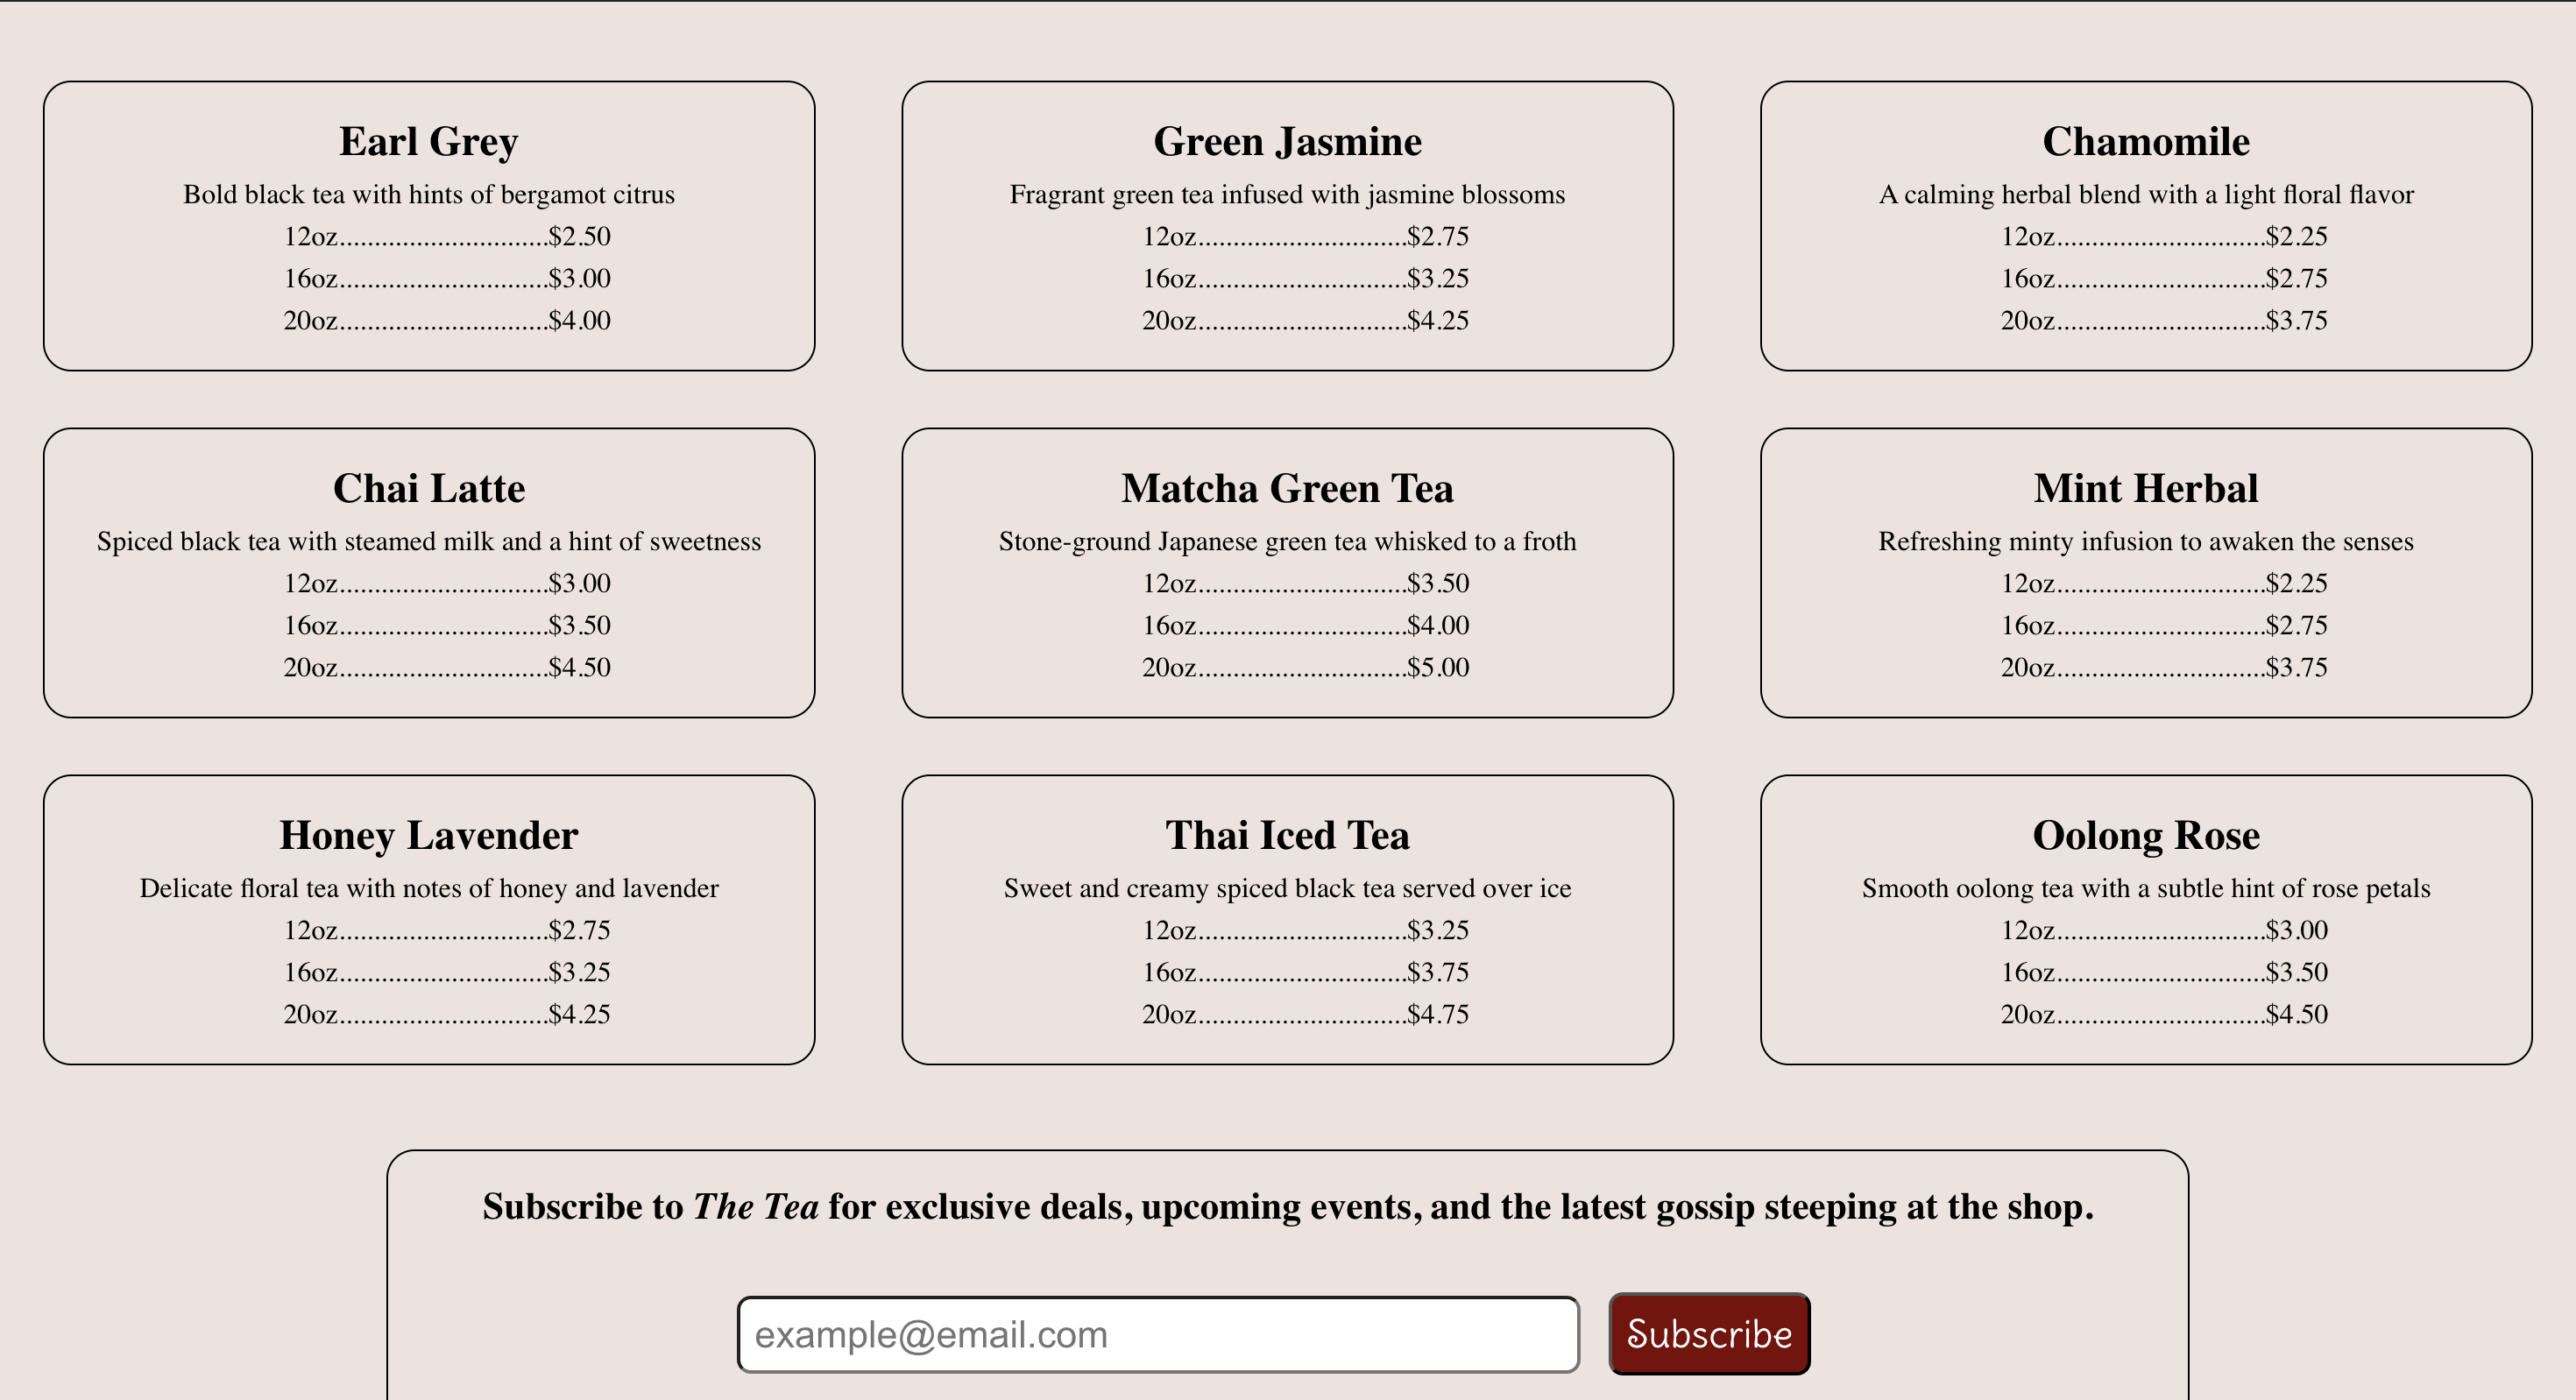 Earl Grey
Bold black tea with hints of bergamot citrus
12oz..............................$2.50
16oz..............................$3.00
20oz..............................$4.00
Green Jasmine
Fragrant green tea infused with jasmine blossoms
12oz..............................$2.75
16oz..............................$3.25
20oz..............................$4.25
Chamomile
A calming herbal blend with a light floral flavor
12oz..............................$2.25
16oz..............................$2.75
20oz..............................$3.75
Chai Latte
Spiced black tea with steamed milk and a hint of sweetness
12oz..............................$3.00
16oz..............................$3.50
20oz..............................$4.50
Matcha Green Tea
Stone-ground Japanese green tea whisked to a froth
12oz..............................$3.50
16oz..............................$4.00
20oz..............................$5.00
Mint Herbal
Refreshing minty infusion to awaken the senses
12oz..............................$2.25
16oz..............................$2.75
20oz..............................$3.75
Honey Lavender
Delicate floral tea with notes of honey and lavender
12oz..............................$2.75
16oz..............................$3.25
20oz..............................$4.25
Thai Iced Tea
Sweet and creamy spiced black tea served over ice
12oz..............................$3.25
16oz..............................$3.75
20oz..............................$4.75
Oolong Rose
Smooth oolong tea with a subtle hint of rose petals
12oz..............................$3.00
16oz..............................$3.50
20oz..............................$4.50
Subscribe to The Tea for exclusive deals, upcoming events, and the latest gossip steeping at the shop.
example@email.com
Subscribe